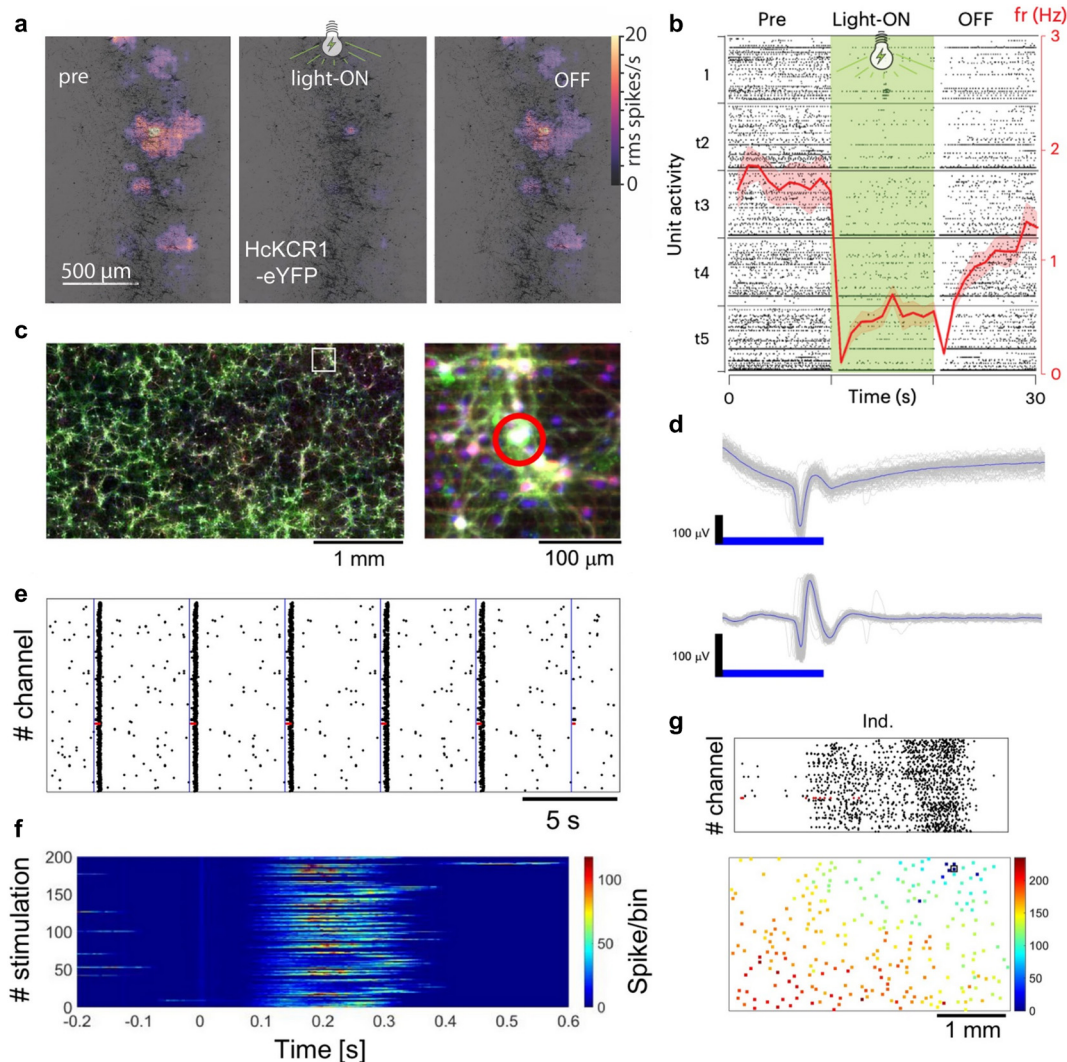 a
pre
light-ON
OFF
20
10
0
rms spikes/s
500 µm
HcKCR1
-eYFP
b
Pre
Light-ON
OFF
fr (Hz)
Unit activity
1
t2
t3
t4
t5
3
2
1
0
0
Time (s)
30
c
1 mm
100 µm
d
100 µV
100 µV
e
# channel
5 s
f
# stimulation
200
150
100
50
0
-0.2
-0.1
0
0.1
0.2
0.3
0.4
0.5
0.6
Time [s]
100
50
0
Spike/bin
g
Ind.
# channel
200
150
100
50
0
1 mm